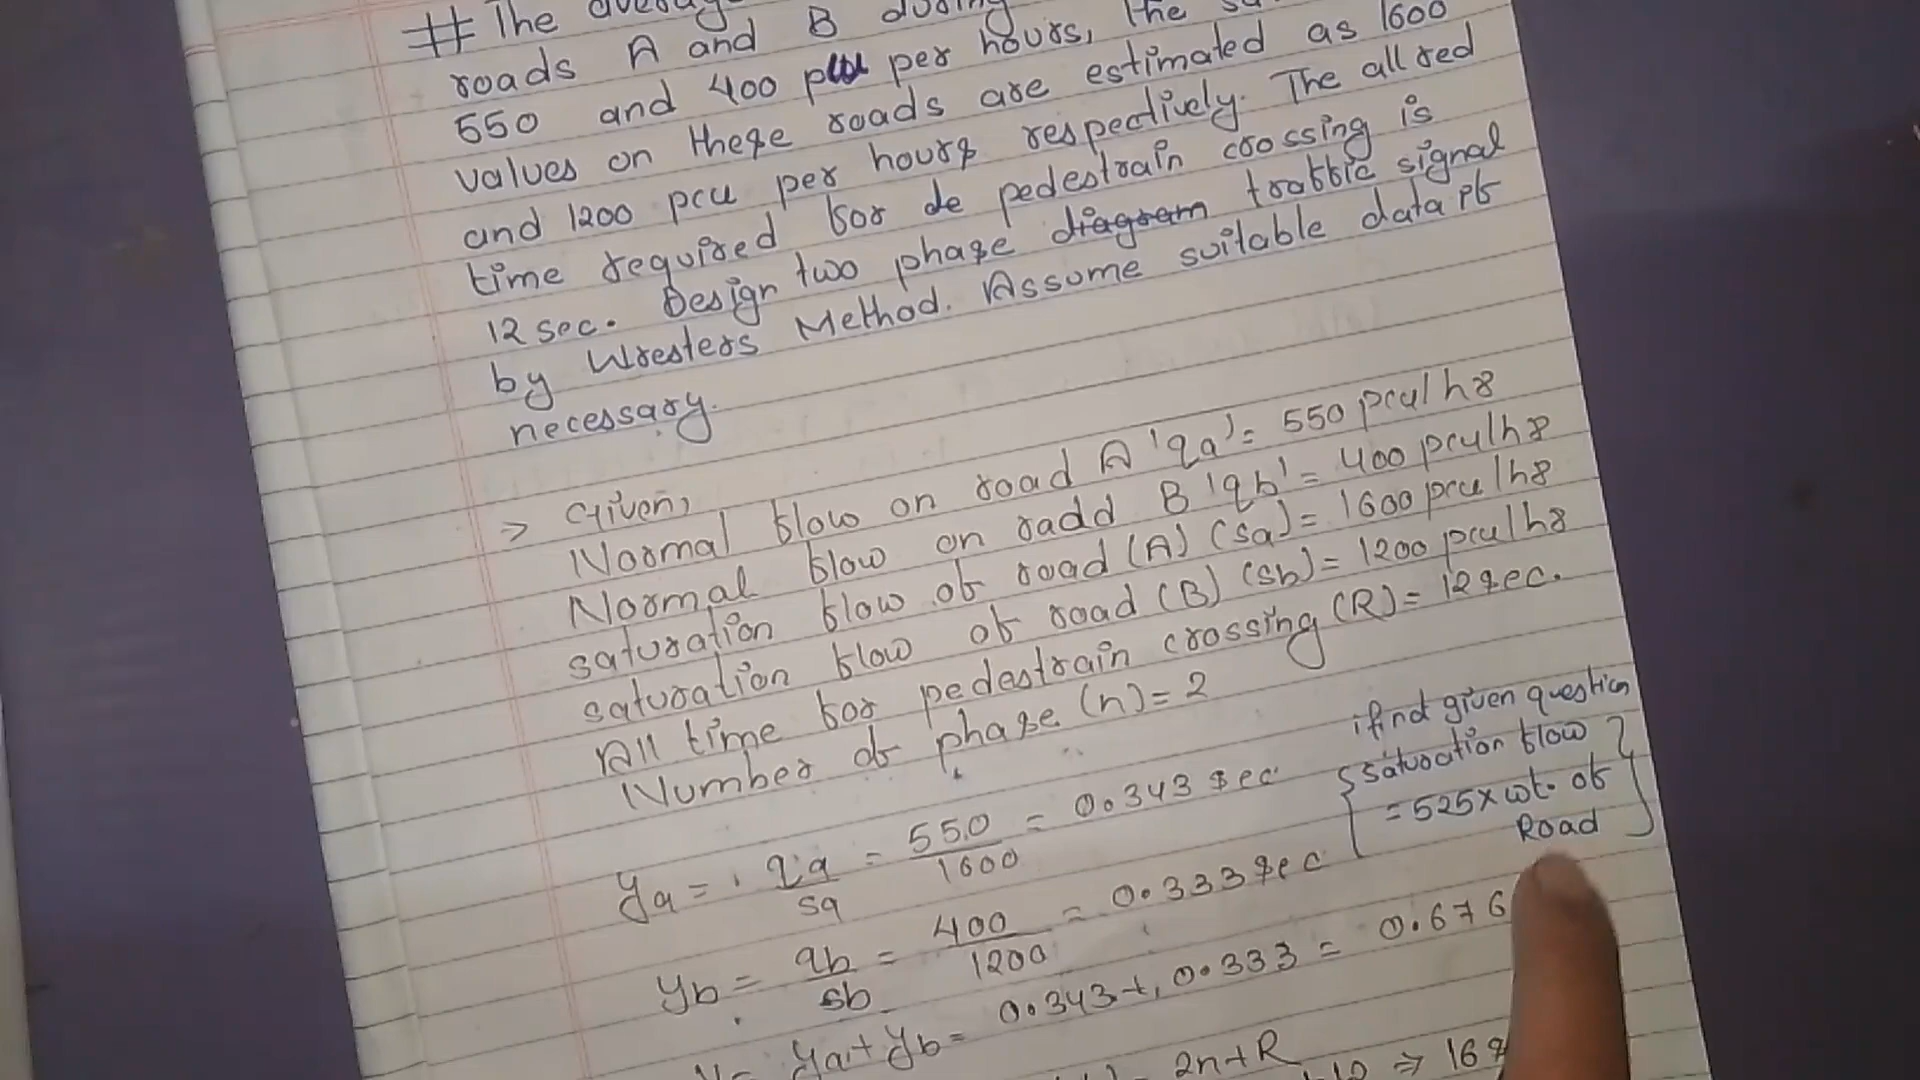 # The
roads A and B during
550 and 400 pcu per hours, The
values on these roads are estimated as 1600
and 1200 pcu per hours respectively. The all red
time required for de pedestrain crossing is
12 sec. Design two phase diagram traffic signal
by Wresters Method. Assume suitable data if
necessary.
> Given,
Normal flow on road A 'qa' = 550 pcu/hr
Normal flow on radd B 'qb' = 400 pcu/hr
saturation flow of road (A) (sa) = 1600 pcu/hr
saturation flow of road (B) (sb) = 1200 pcu/hr
All time for pedestrain crossing (R) = 12 sec.
Number of phase (n) = 2
ya = qa/sa = 550/1600 = 0.343 sec
if not given question
{saturation flow
= 525 x wt. of
Road}
yb = qb/sb = 400/1200 = 0.333 sec
ya + yb = 0.343 + 0.333 = 0.676
2n+R
⇒ 16